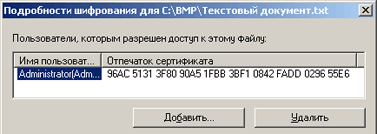 Подробности шифрования для C:\BMP\Текстовый документ.txt
Пользователи, которым разрешен доступ к этому файлу:
Имя пользоват... Отпечаток сертификата
Administrator(Adm... 96AC 5131 3F80 90A5 1FBB 3BF1 0842 FADD 0296 55E6
Добавить... Удалить